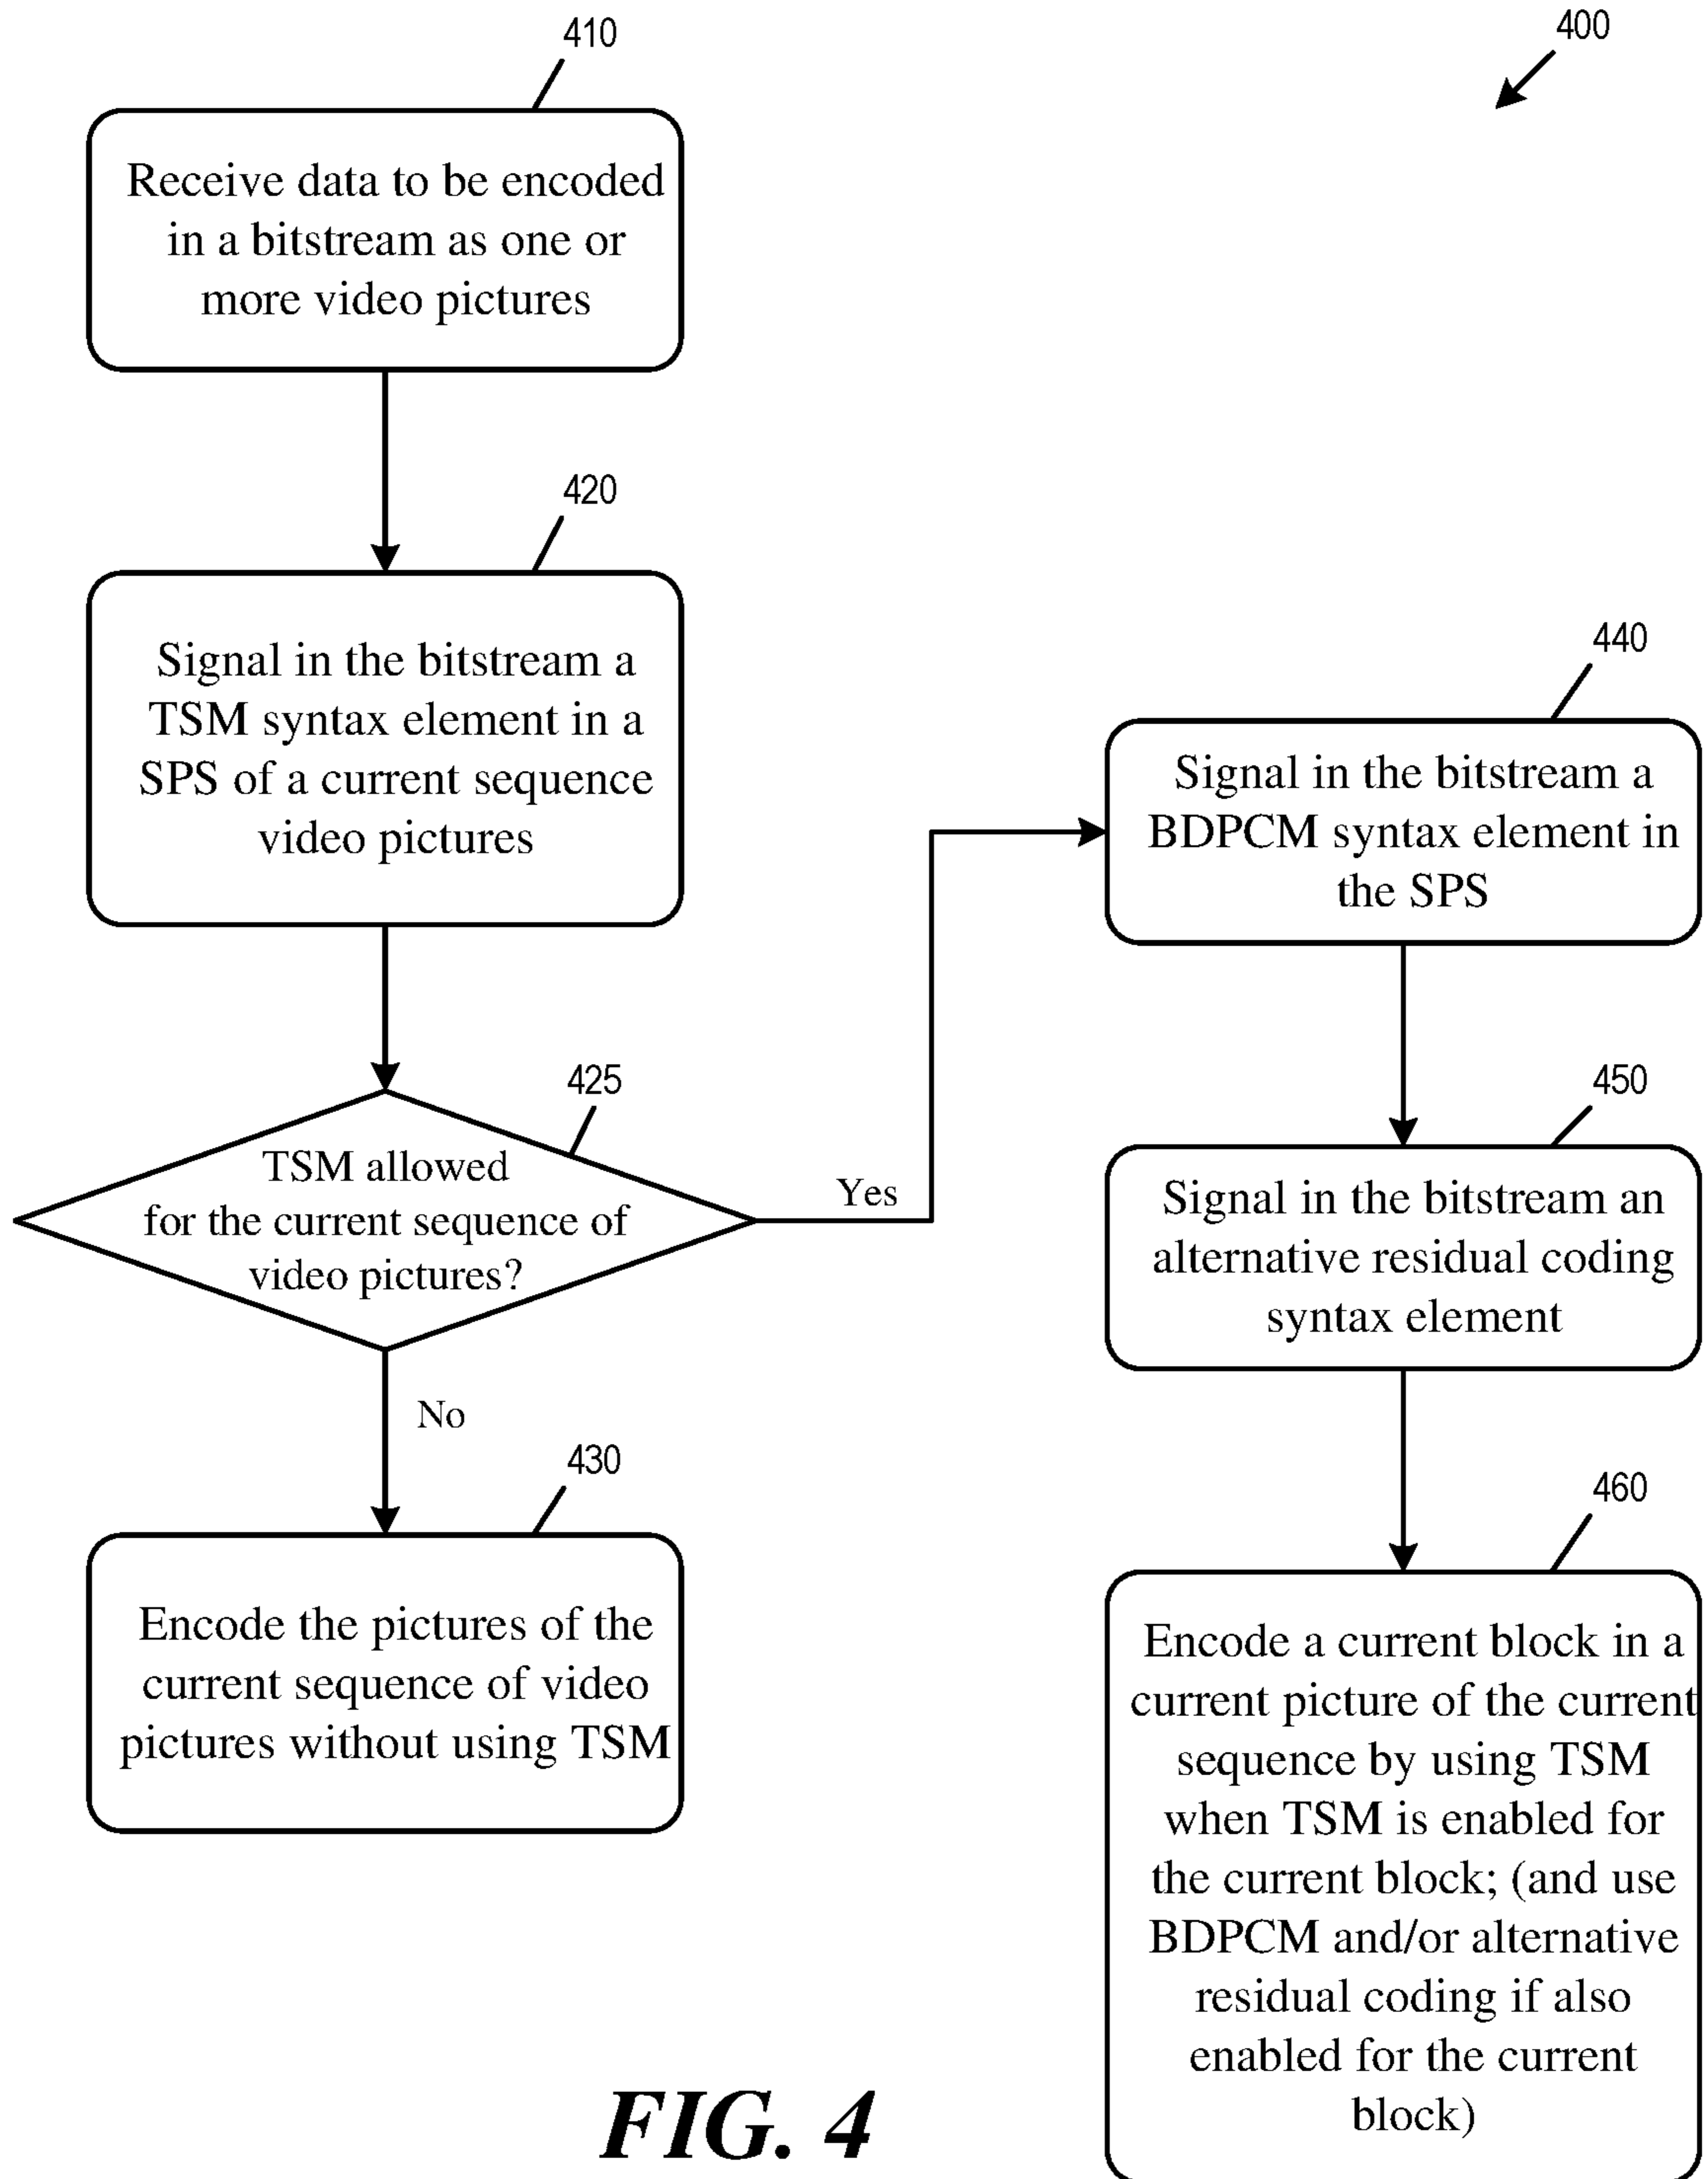 400
410
Receive data to be encoded
in a bitstream as one or
more video pictures
420
Signal in the bitstream a
TSM syntax element in a
SPS of a current sequence
video pictures
425
TSM allowed
for the current sequence of
video pictures?
Yes
No
430
Encode the pictures of the
current sequence of video
pictures without using TSM
440
Signal in the bitstream a
BDPCM syntax element in
the SPS
450
Signal in the bitstream an
alternative residual coding
syntax element
460
Encode a current block in a
current picture of the current
sequence by using TSM
when TSM is enabled for
the current block; (and use
BDPCM and/or alternative
residual coding if also
enabled for the current
block)
FIG. 4